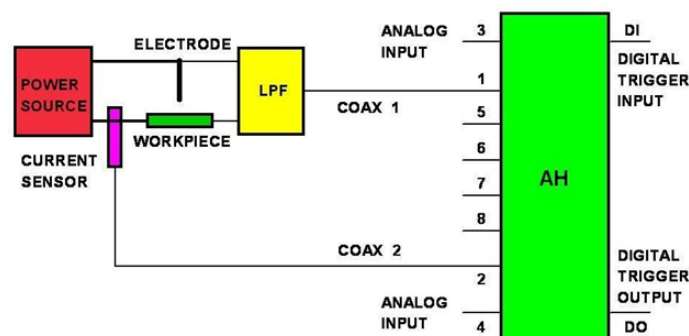 ELECTRODE
POWER
SOURCE
LPF
COAX 1
WORKPIECE
CURRENT
SENSOR
COAX 2
ANALOG
INPUT
3
1
5
6
7
8
2
ANALOG
INPUT
4
AH
DI
DIGITAL
TRIGGER
INPUT
DIGITAL
TRIGGER
OUTPUT
DO